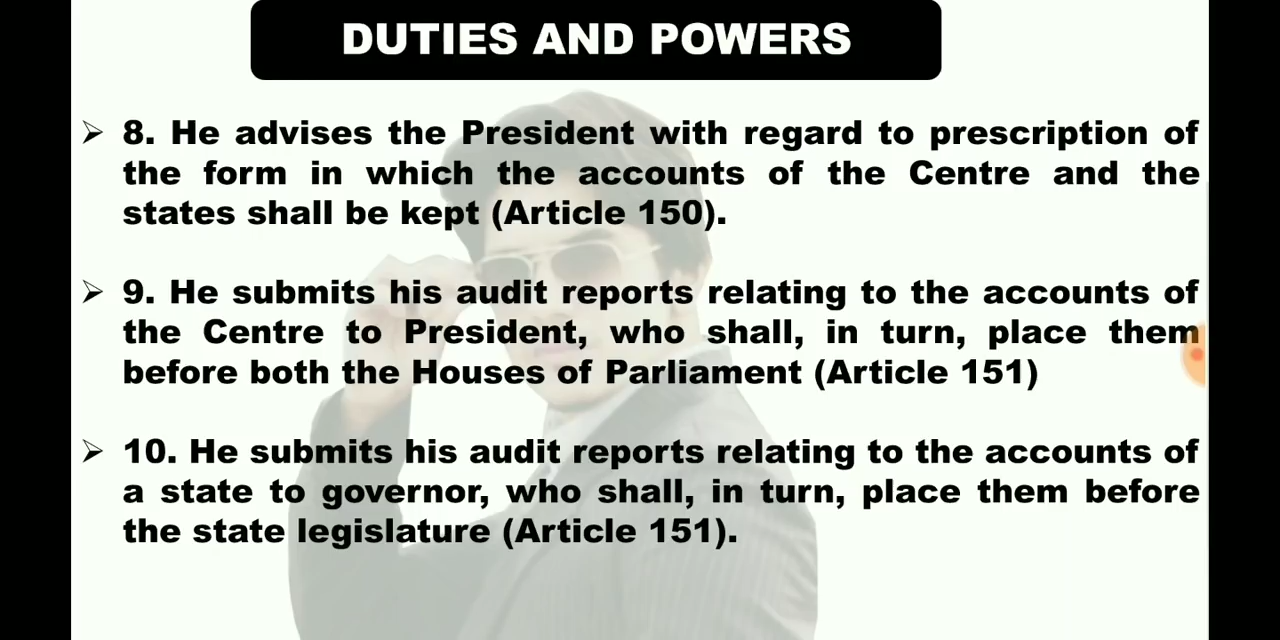 DUTIES AND POWERS
➢ 8. He advises the President with regard to prescription of
the form in which the accounts of the Centre and the
states shall be kept (Article 150).
➢ 9. He submits his audit reports relating to the accounts of
the Centre to President, who shall, in turn, place them
before both the Houses of Parliament (Article 151)
➢ 10. He submits his audit reports relating to the accounts of
a state to governor, who shall, in turn, place them before
the state legislature (Article 151).